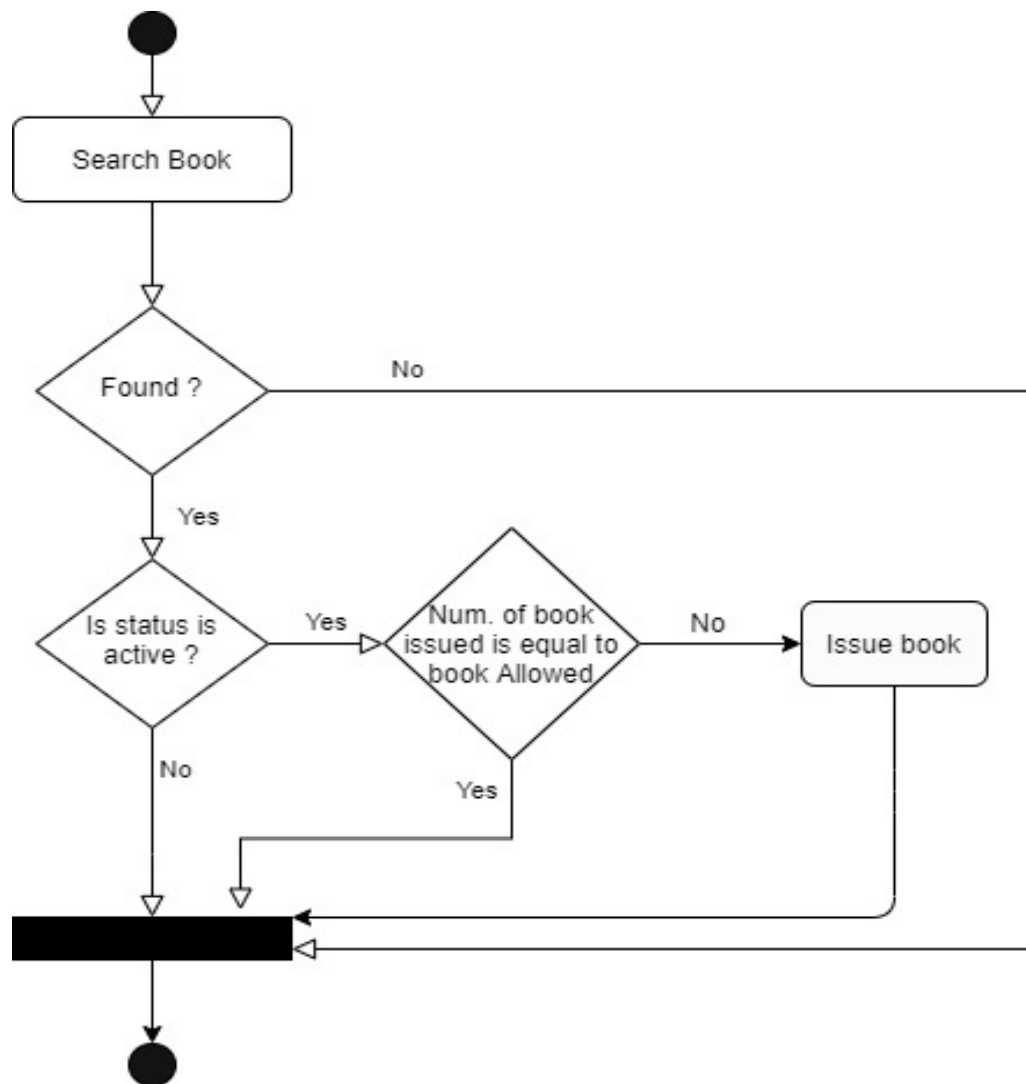 Search Book
Found ?
No
Yes
Is status is
active ?
Yes
Num. of book
issued is equal to
book Allowed
No
Issue book
No
Yes